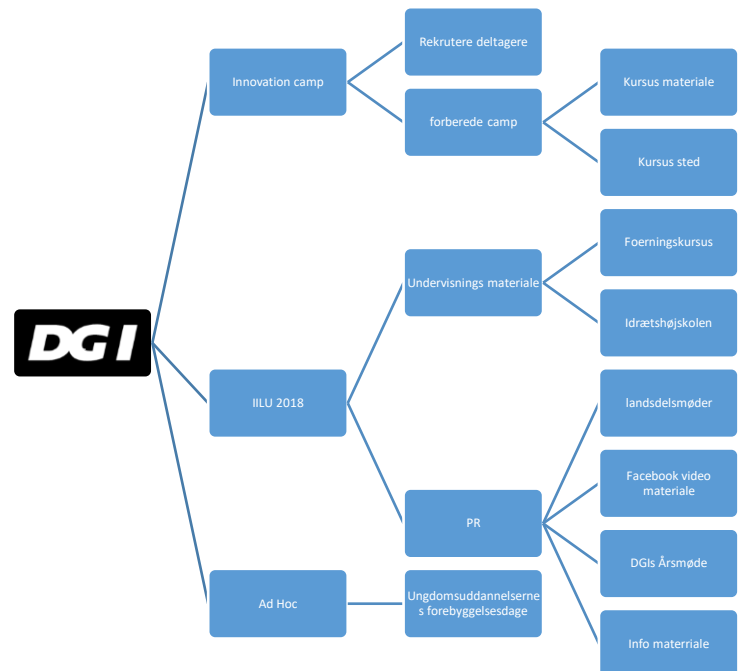 Rekrutere deltagere
Innovation camp
forberede camp
Kursus materiale
Kursus sted
Foerningskursus
Undervisnings materiale
Idrætshøjskolen
DGI
IILU 2018
landsdelsmøder
Facebook video
materiale
PR
DGIs Årsmøde
Ad Hoc
Ungdomsuddannelserne
s forebyggelsesdage
Info materriale